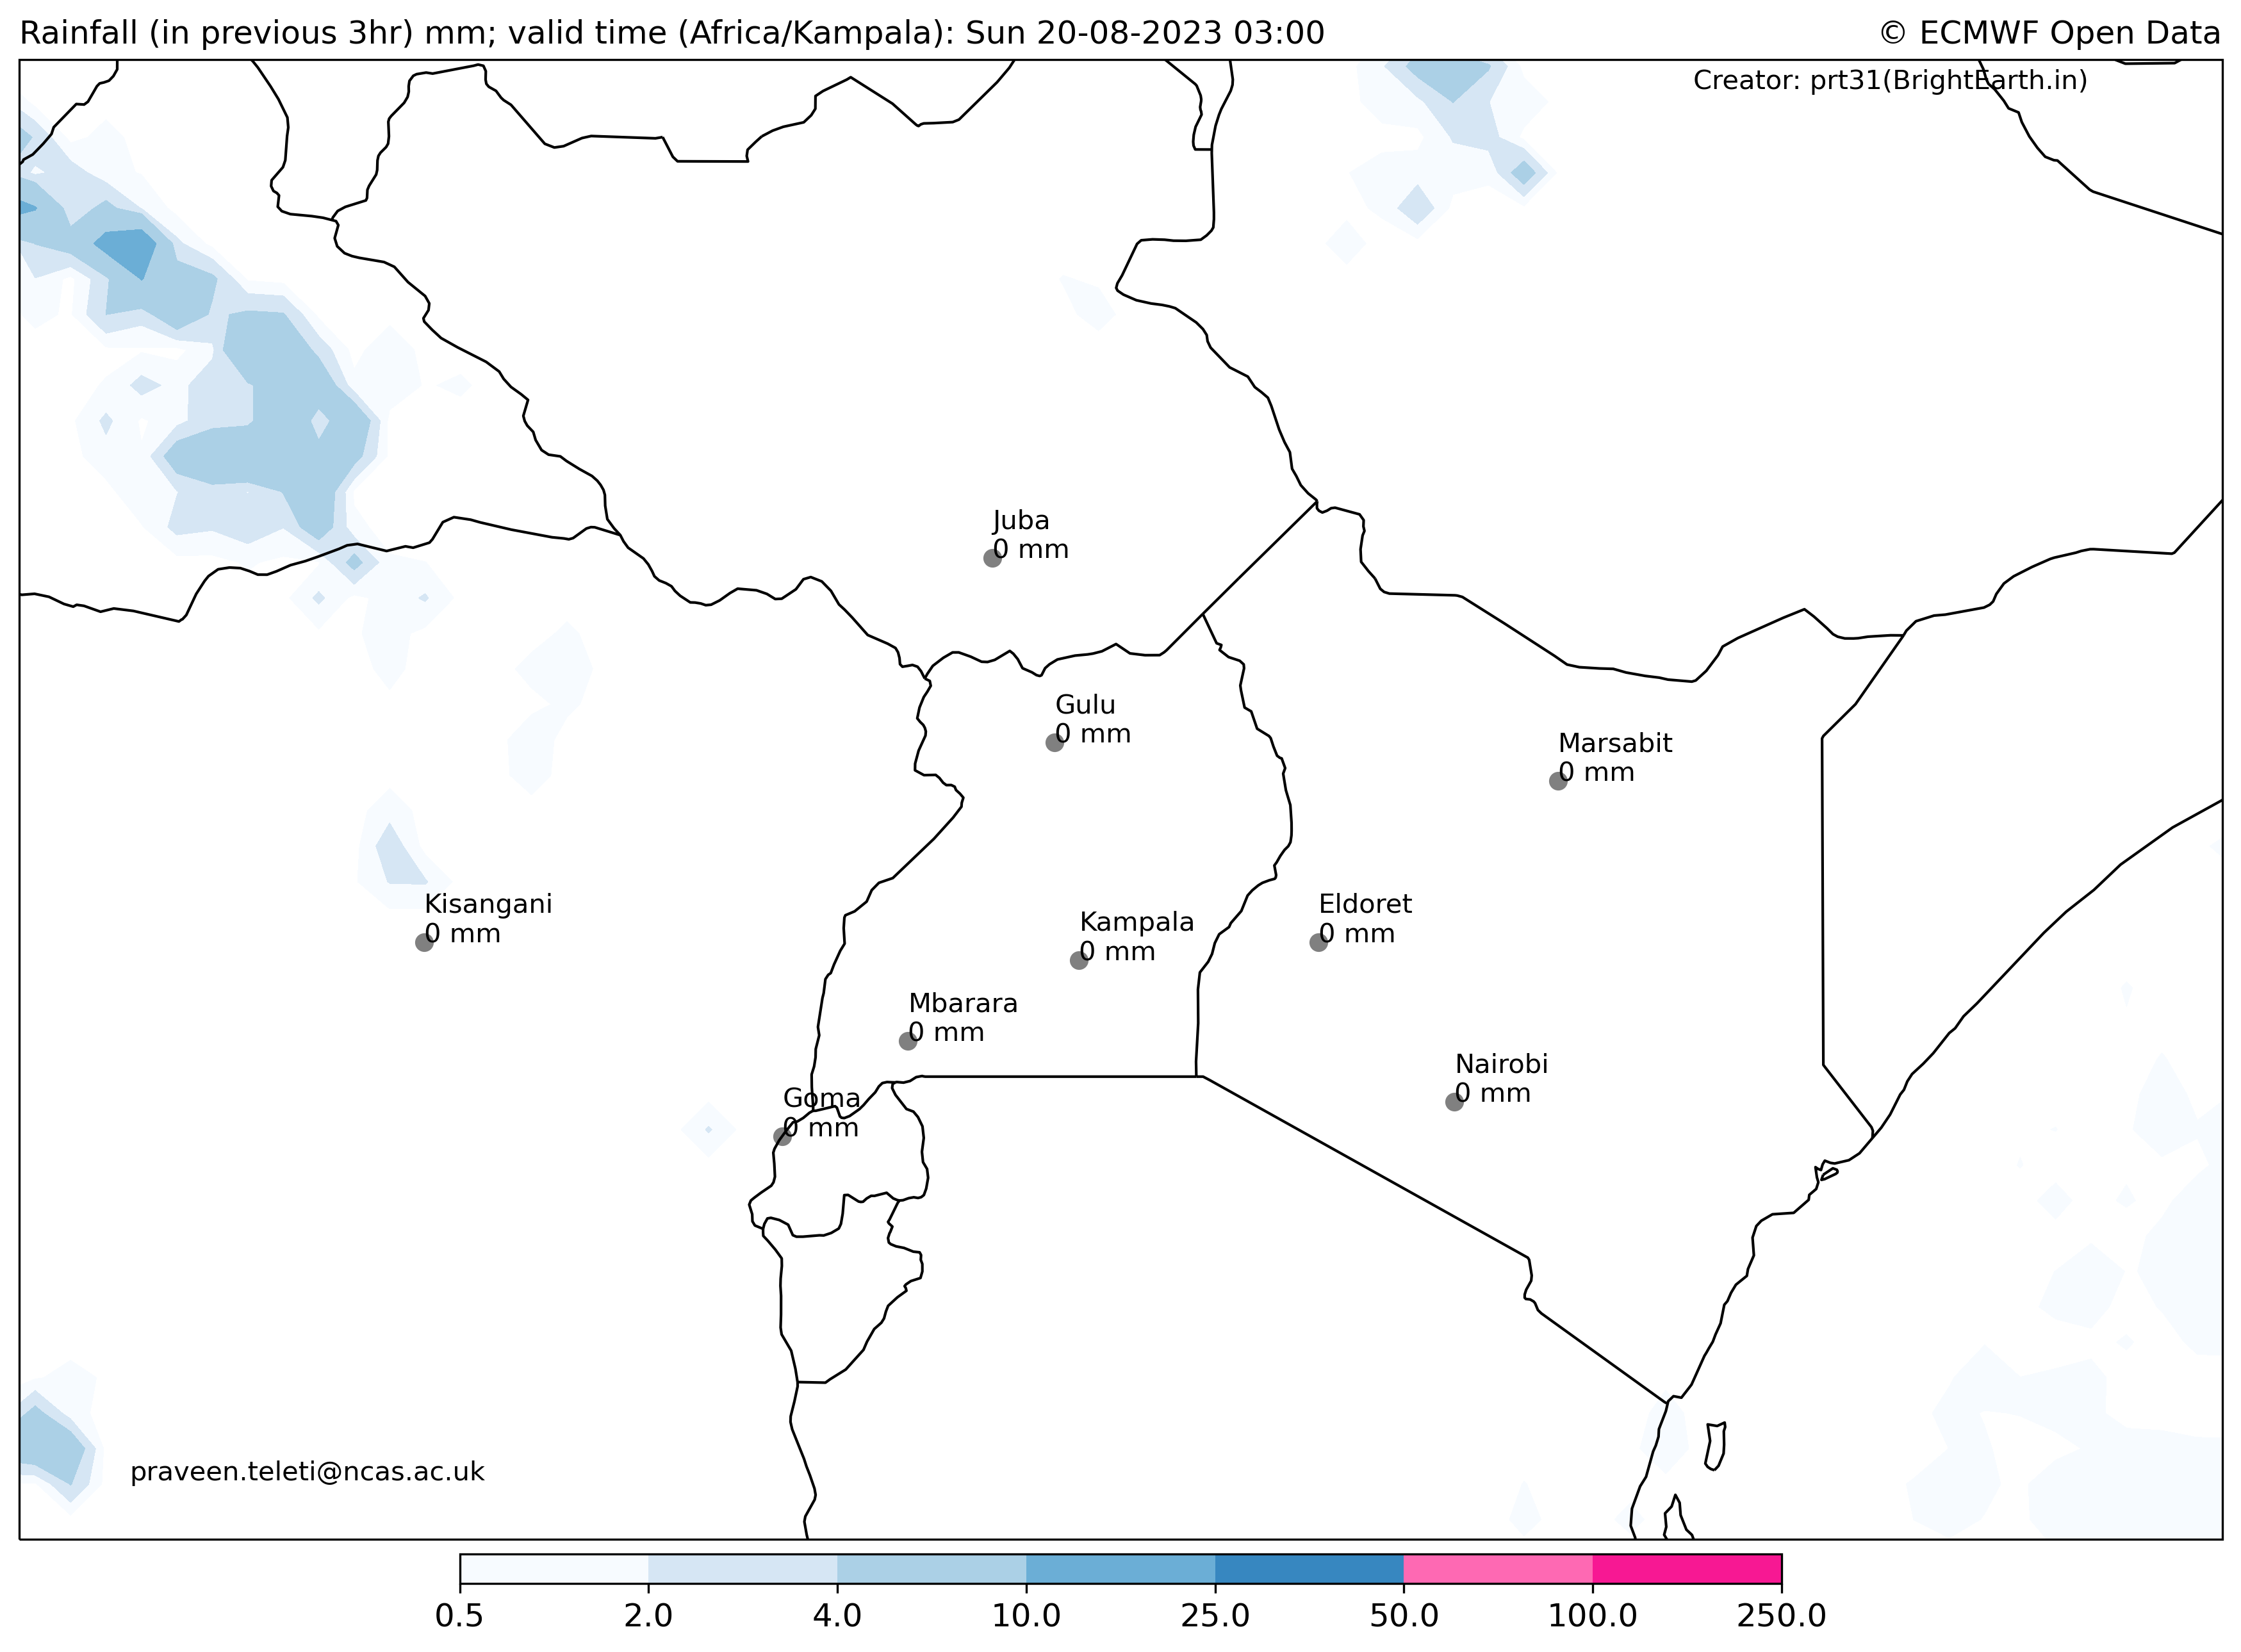 Rainfall (in previous 3hr) mm; valid time (Africa/Kampala): Sun 20-08-2023 03:00
© ECMWF Open Data
Creator: prt31(BrightEarth.in)
Juba
0 mm
Gulu
0 mm
Marsabit
0 mm
Kisangani
0 mm
Kampala
0 mm
Eldoret
0 mm
Mbarara
0 mm
Nairobi
0 mm
Goma
0 mm
praveen.teleti@ncas.ac.uk
0.5 2.0 4.0 10.0 25.0 50.0 100.0 250.0